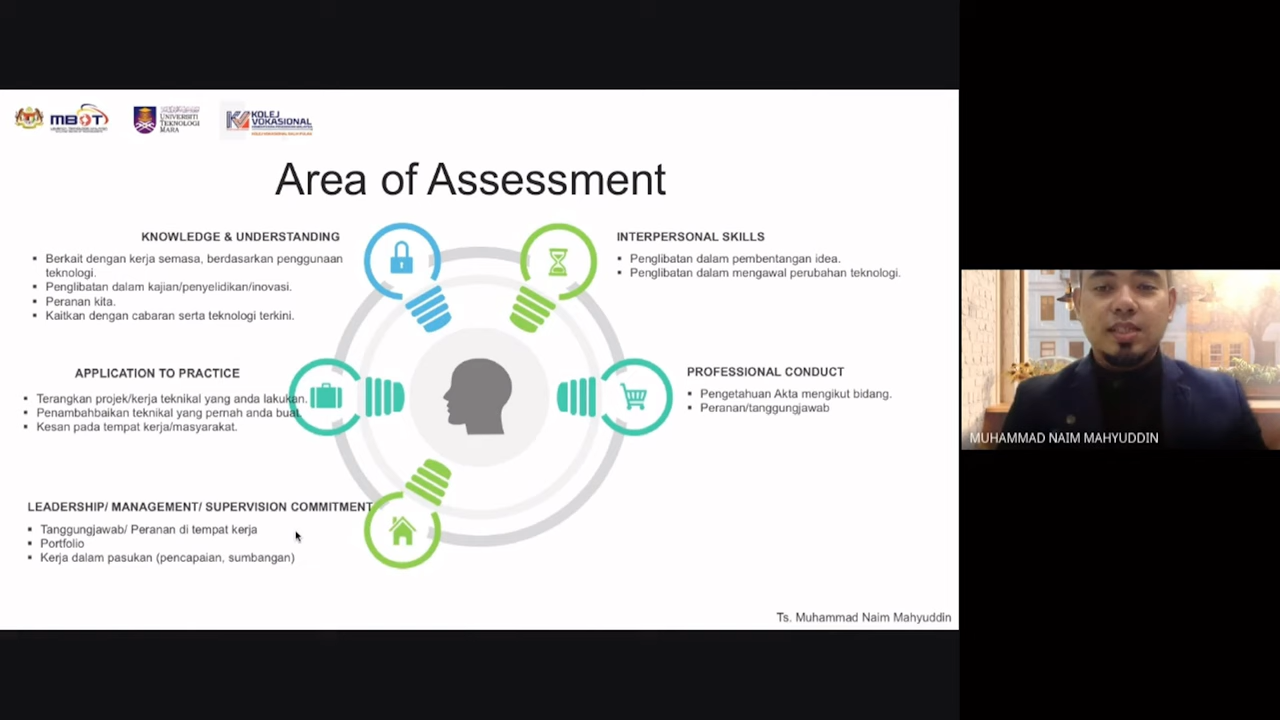 MBOT
UNIVERSITI
TEKNOLOGI
MARA
KOLEJ
VOKASIONAL
Area of Assessment
KNOWLEDGE & UNDERSTANDING
Berkait dengan kerja semasa, berdasarkan penggunaan
teknologi.
Penglibatan dalam kajian/penyelidikan/inovasi.
Peranan kita.
Kaitkan dengan cabaran serta teknologi terkini.
INTERPERSONAL SKILLS
Penglibatan dalam pembentangan idea.
Penglibatan dalam mengawal perubahan teknologi.
APPLICATION TO PRACTICE
Terangkan projek/kerja teknikal yang anda lakukan.
Penambahbaikan teknikal yang pernah anda buat.
Kesan pada tempat kerja/masyarakat.
PROFESSIONAL CONDUCT
Pengetahuan Akta mengikut bidang.
Peranan/tanggungjawab
LEADERSHIP/ MANAGEMENT/ SUPERVISION COMMITMENT
Tanggungjawab/ Peranan di tempat kerja
Portfolio
Kerja dalam pasukan (pencapaian, sumbangan)
Ts. Muhammad Naim Mahyuddin
MUHAMMAD NAIM MAHYUDDIN